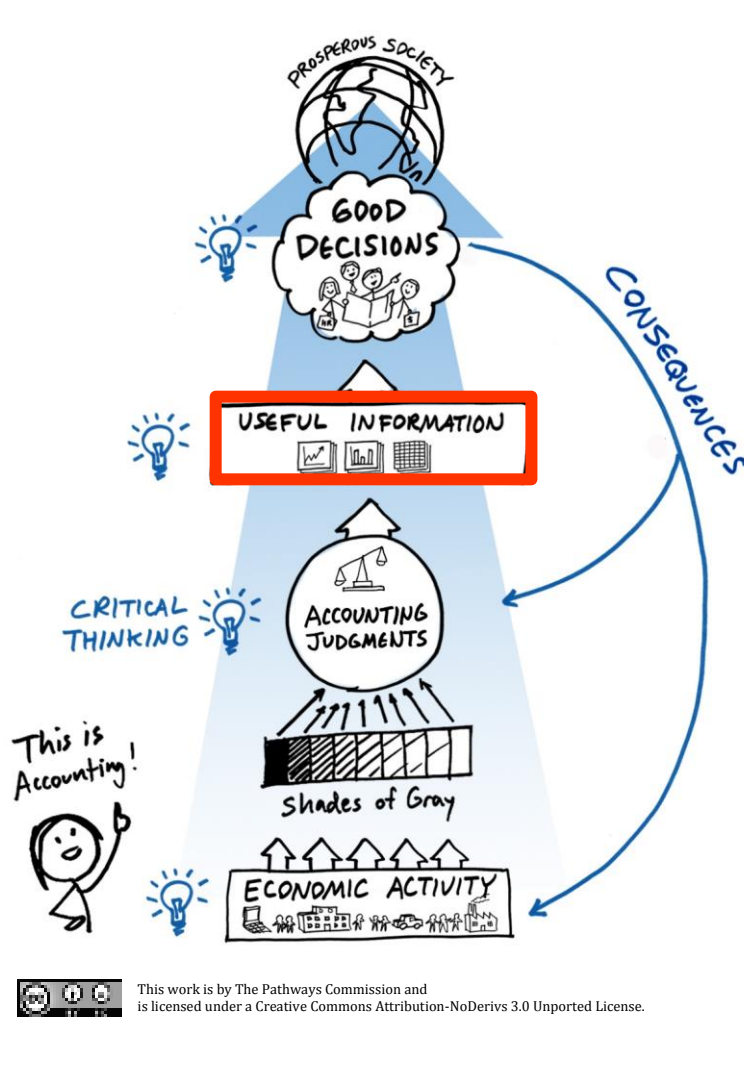 PROSPEROUS SOCIETY
GOOD
DECISIONS
CONSEQUENCES
USEFUL INFORMATION
CRITICAL
THINKING
ACCOUNTING
JUDGMENTS
This is
Accounting!
Shades of Gray
ECONOMIC ACTIVITY
cc
This work is by The Pathways Commission and
is licensed under a Creative Commons Attribution-NoDerivs 3.0 Unported License.